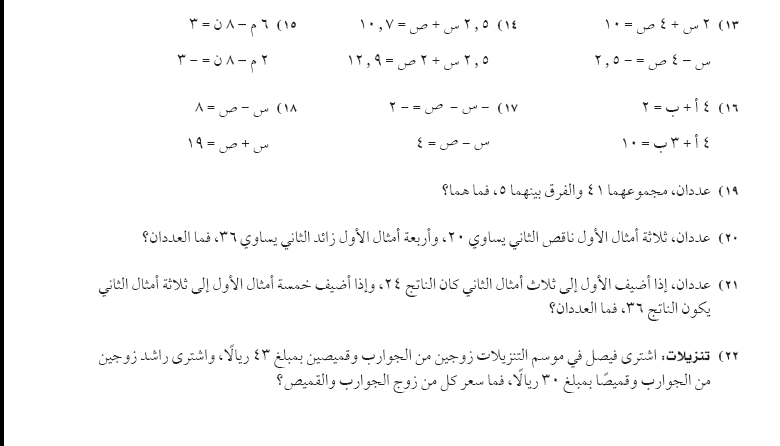 ١٣) ٢ س + ٤ ص = ١٠ ١٤) ٢,٥ س + ص = ١٠,٧ ١٥) ٦ م – ٨ ن = ٣
س – ٤ ص = – ٢,٥ ٢,٥ س + ٢ ص = ١٢,٩ ٢ م – ٨ ن = – ٣
١٦) ٤ أ + ب = ٢ ١٧) – س – ص = – ٢ ١٨) س – ص = ٨
٤ أ + ٣ ب = ١٠ س – ص = ٤ س + ص = ١٩
١٩) عددان، مجموعهما ٤١ والفرق بينهما ٥، فما هما؟
٢٠) عددان، ثلاثة أمثال الأول ناقص الثاني يساوي ٢٠، وأربعة أمثال الأول زائد الثاني يساوي ٣٦، فما العددان؟
٢١) عددان، إذا أضيف الأول إلى ثلاث أمثال الثاني كان الناتج ٢٤، وإذا أضيف خمسة أمثال الأول إلى ثلاثة أمثال الثاني
يكون الناتج ٣٦، فما العددان؟
٢٢) تنزيلات: اشترى فيصل في موسم التنزيلات زوجين من الجوارب وقميصين بمبلغ ٤٣ ريالًا، واشترى راشد زوجين
من الجوارب وقميصًا بمبلغ ٣٠ ريالًا، فما سعر كل من زوج الجوارب والقميص؟